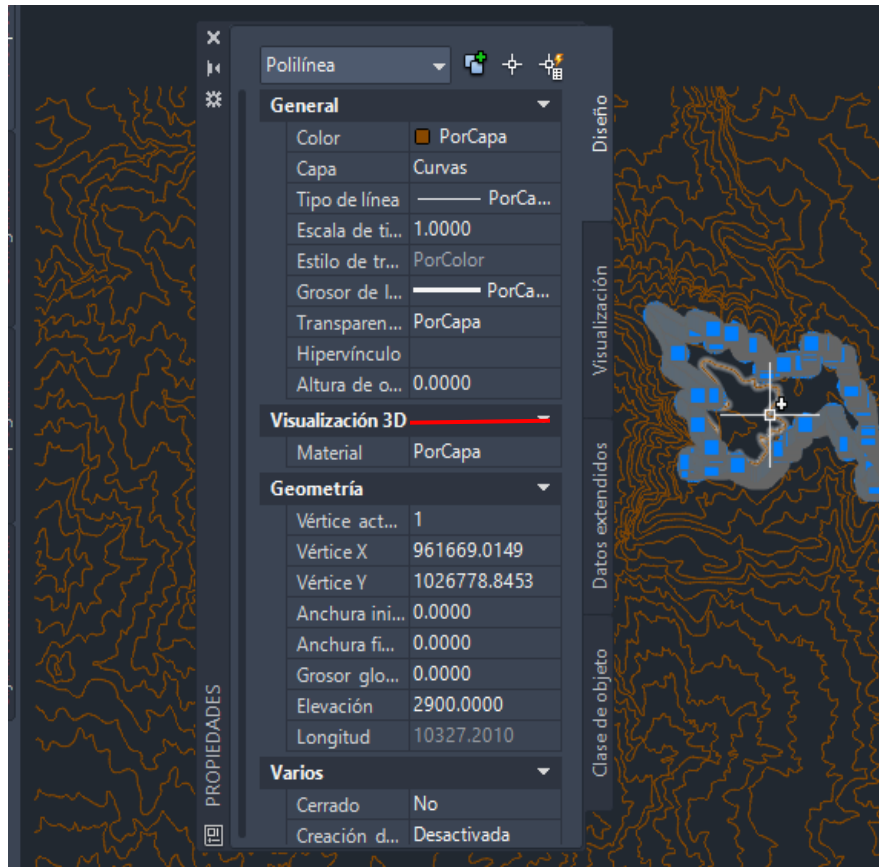 Polilínea
General
Color PorCapa
Capa Curvas
Tipo de línea PorCa...
Escala de ti... 1.0000
Estilo de tr... PorColor
Grosor de l... PorCa...
Transparen... PorCapa
Hipervínculo
Altura de o... 0.0000
Visualización 3D
Material PorCapa
Geometría
Vértice act... 1
Vértice X 961669.0149
Vértice Y 1026778.8453
Anchura ini... 0.0000
Anchura fi... 0.0000
Grosor glo... 0.0000
Elevación 2900.0000
Longitud 10327.2010
Varios
Cerrado No
Creación d... Desactivada
Diseño
Visualización
Datos extendidos
Clase de objeto
PROPIEDADES